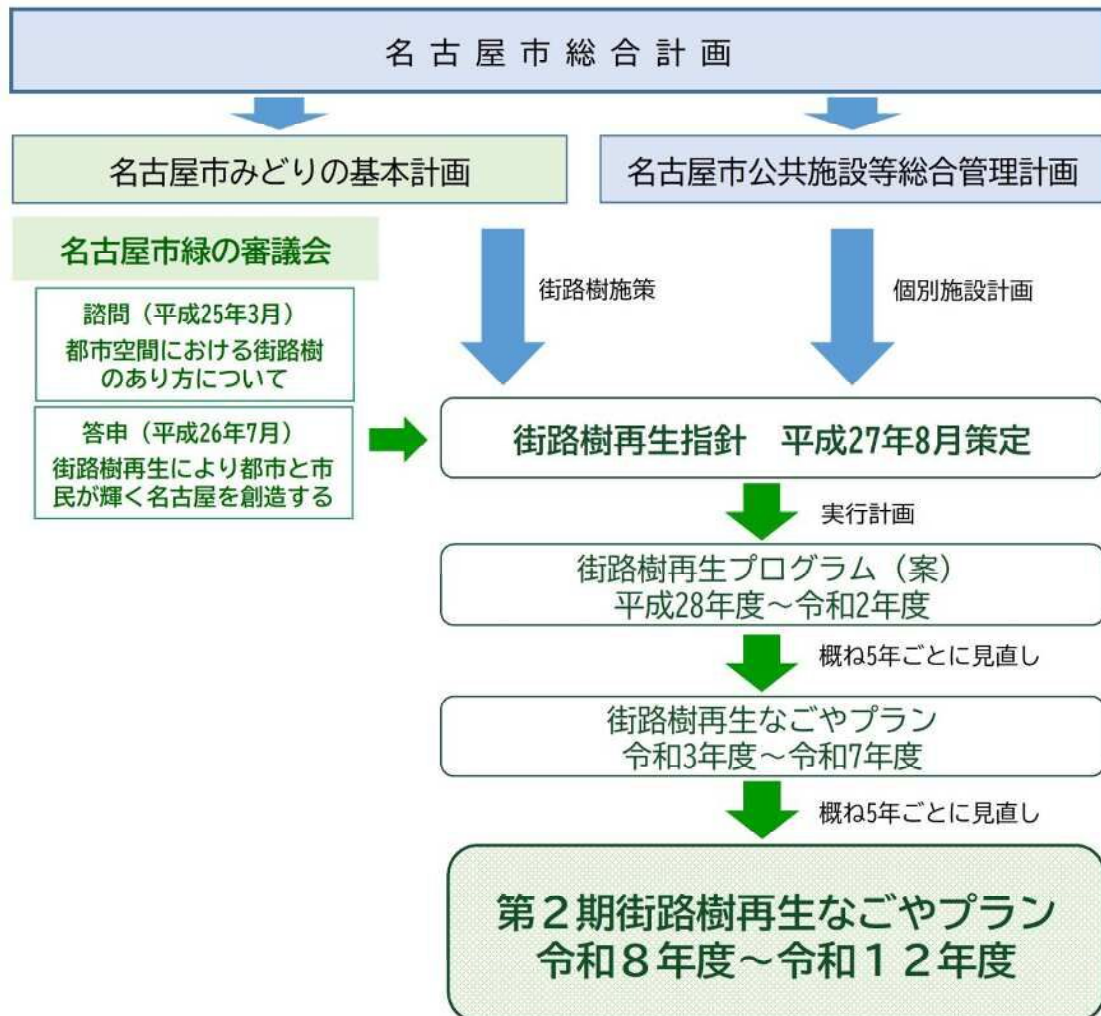 名古屋市総合計画
名古屋市みどりの基本計画
名古屋市公共施設等総合管理計画
名古屋市緑の審議会
諮問（平成25年3月）
都市空間における街路樹
のあり方について
答申（平成26年7月）
街路樹再生により都市と市
民が輝く名古屋を創造する
街路樹施策
個別施設計画
街路樹再生指針　平成27年8月策定
実行計画
街路樹再生プログラム（案）
平成28年度～令和2年度
概ね5年ごとに見直し
街路樹再生なごやプラン
令和3年度～令和7年度
概ね5年ごとに見直し
第２期街路樹再生なごやプラン
令和８年度～令和１２年度